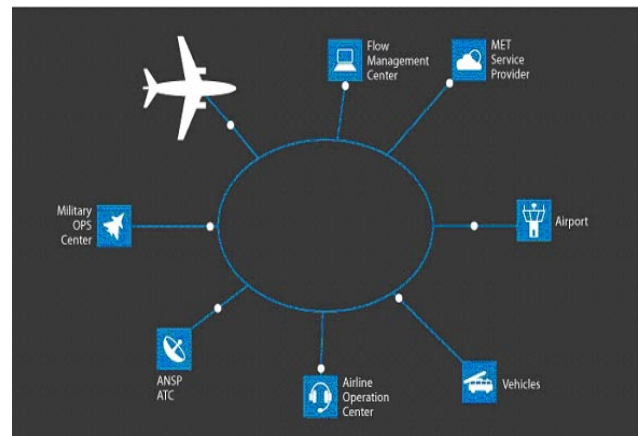 Flow
Management
Center
MET
Service
Provider
Military
OPS
Center
Airport
ANSP
ATC
Airline
Operation
Center
Vehicles